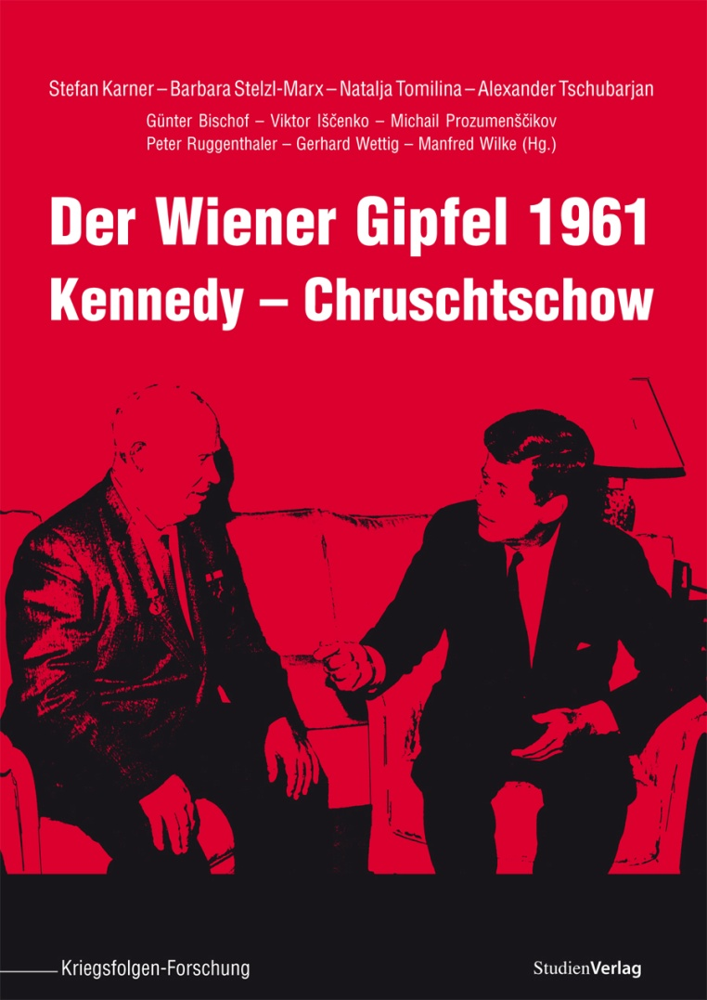 Stefan Karner – Barbara Stelzl-Marx – Natalja Tomilina – Alexander Tschubarjan
Günter Bischof – Viktor Iščenko – Michail Prozumenščikov
Peter Ruggenthaler – Gerhard Wettig – Manfred Wilke (Hg.)
Der Wiener Gipfel 1961
Kennedy – Chruschtschow
Kriegsfolgen-Forschung
StudienVerlag